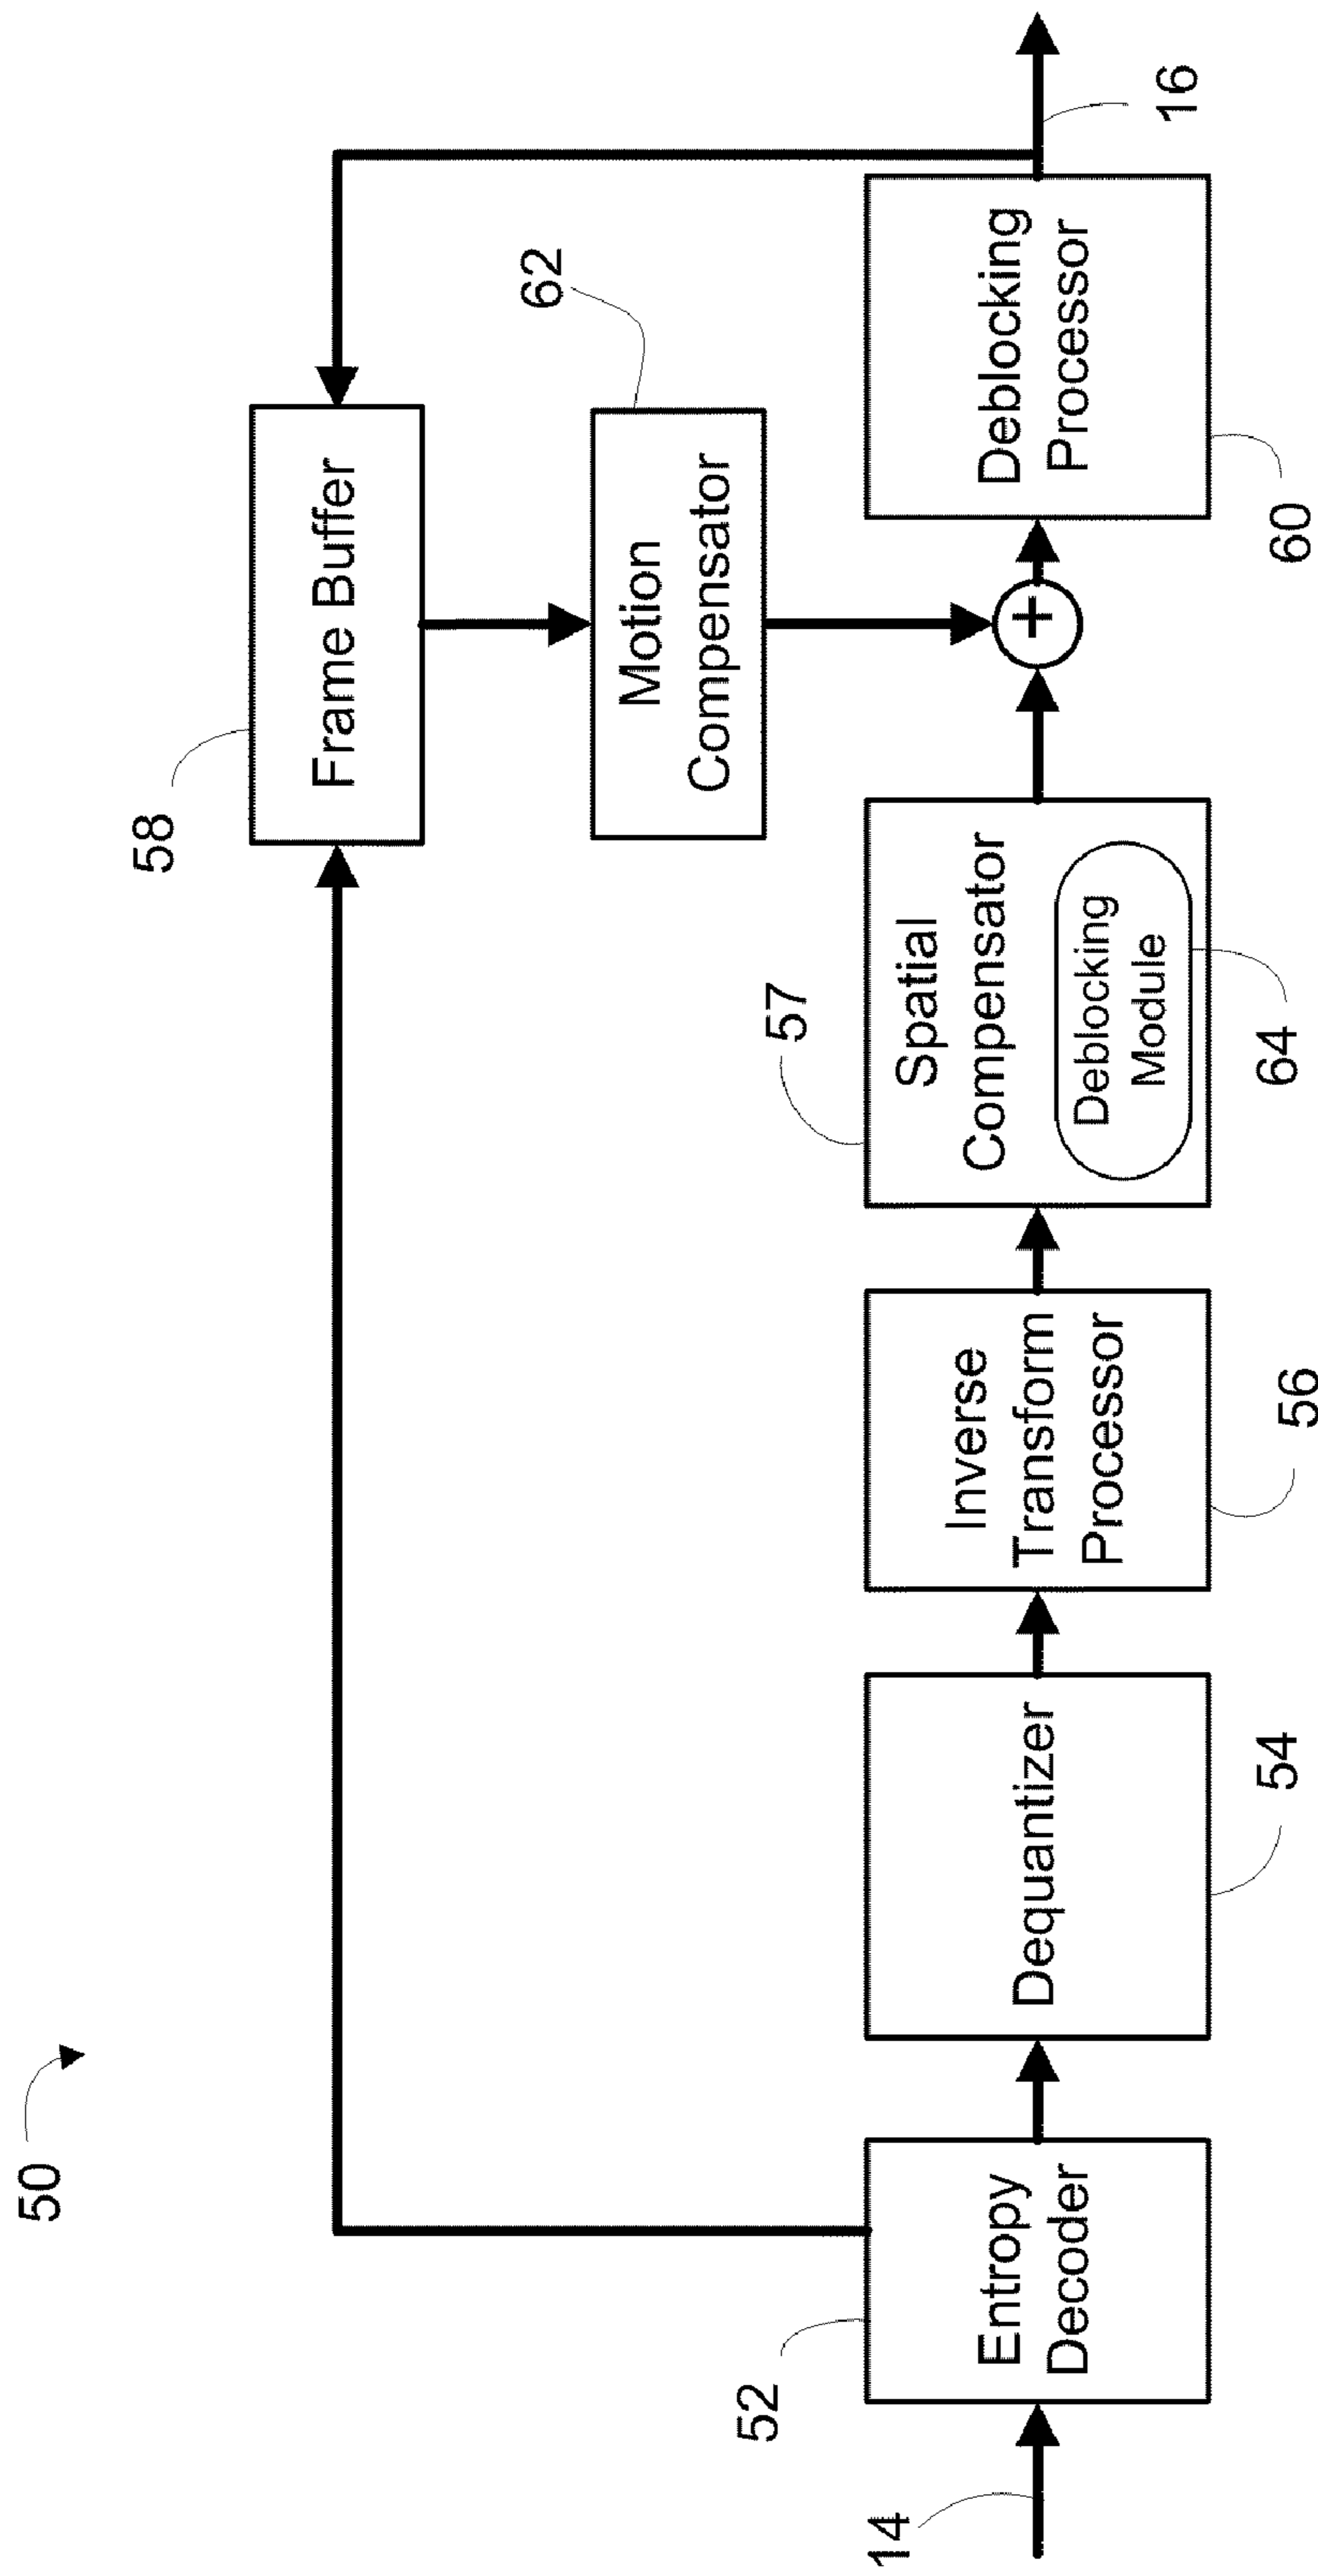 50
58
Frame Buffer
62
Motion
Compensator
16
52
57
14
Entropy
Decoder
Dequantizer
Inverse
Transform
Processor
Spatial
Compensator
Deblocking
Module
+
Deblocking
Processor
54
56
64
60